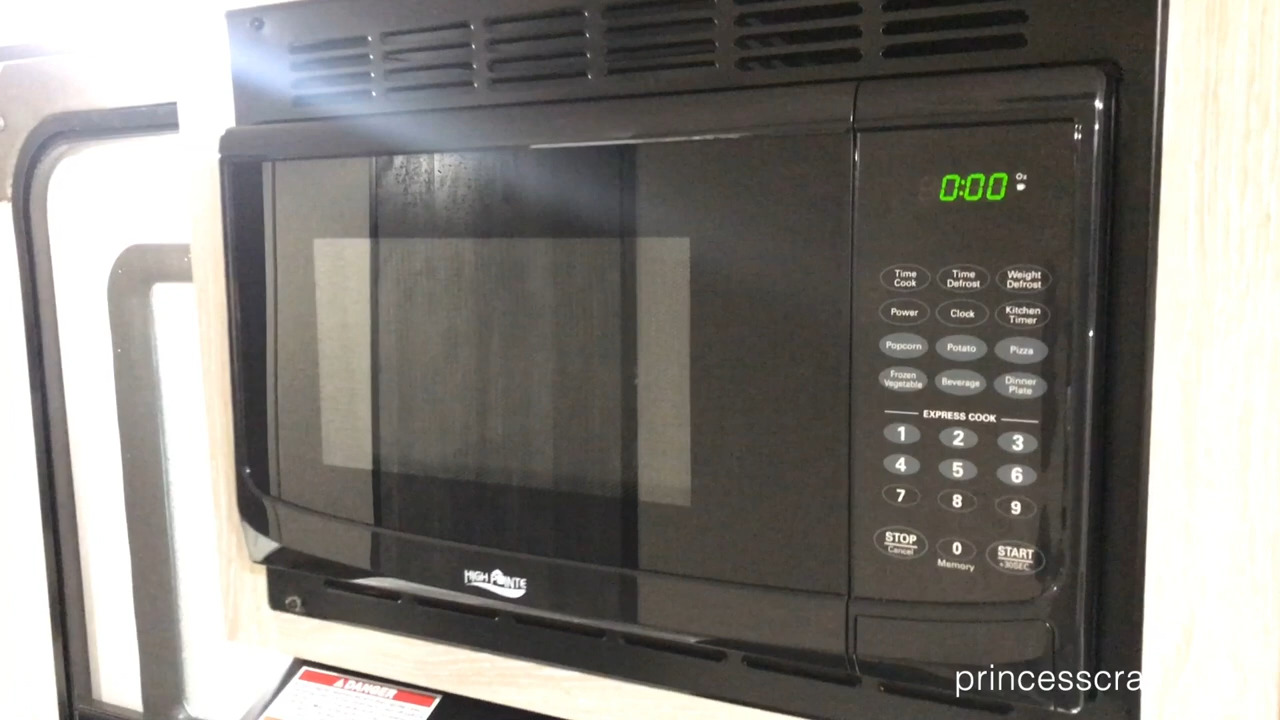 0:00
Time Cook
Time Defrost
Weight Defrost
Power
Clock
Kitchen Timer
Popcorn
Potato
Pizza
Frozen Vegetable
Beverage
Dinner Plate
EXPRESS COOK
1 2 3
4 5 6
7 8 9
STOP Cancel
0 Memory
START +30SEC
HIGH POINTE
DANGER
princesscra